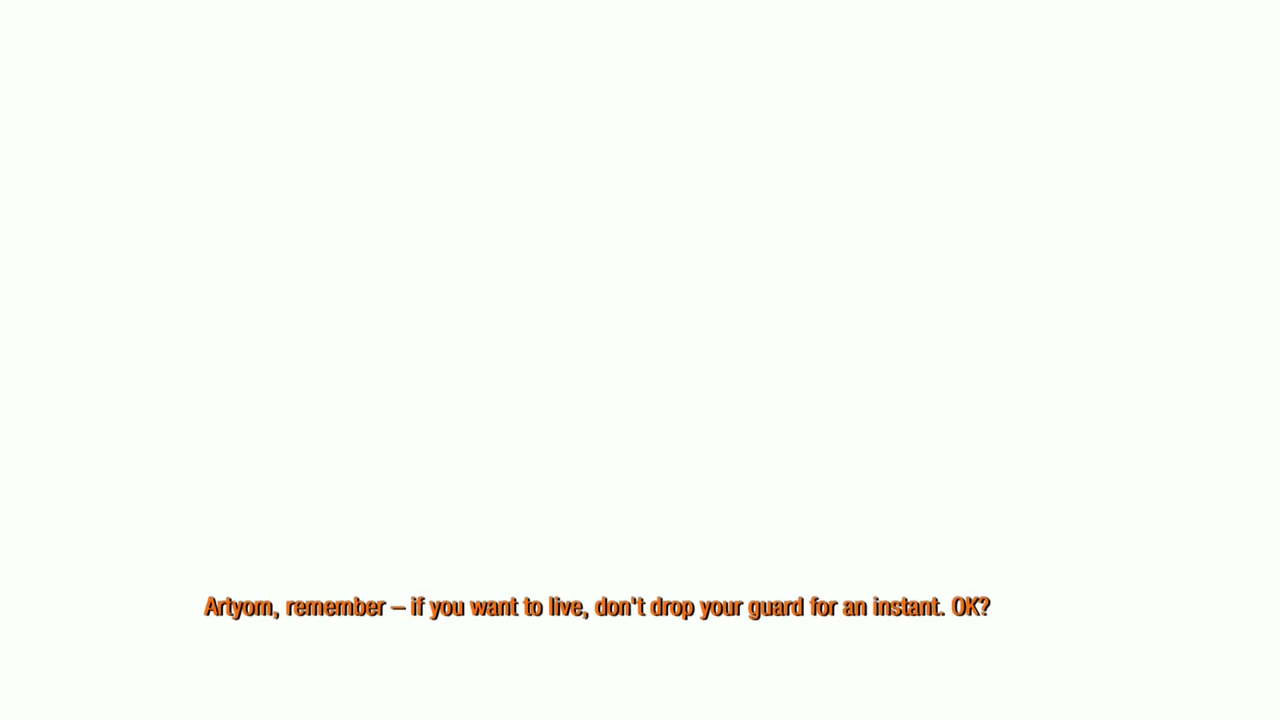 Artyom, remember – if you want to live, don't drop your guard for an instant. OK?